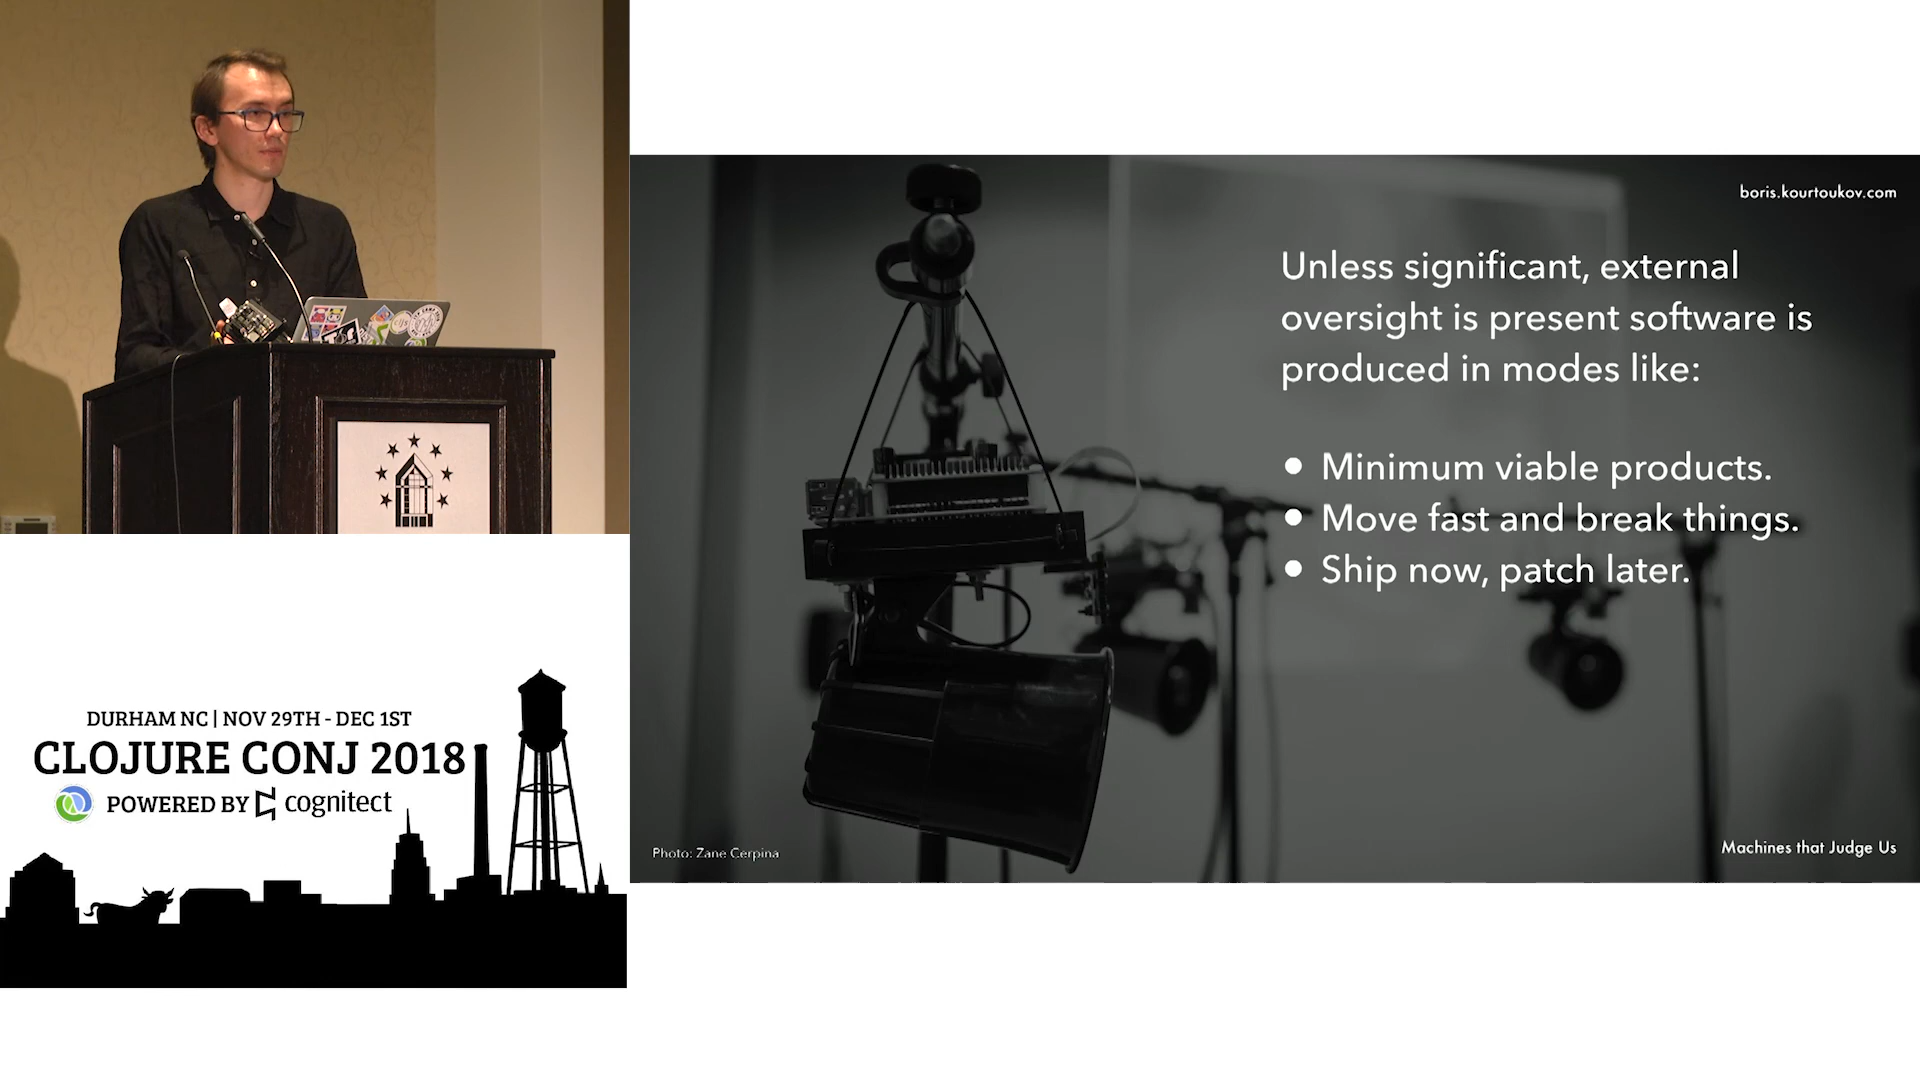 boris.kourtoukov.com
Unless significant, external
oversight is present software is
produced in modes like:
• Minimum viable products.
• Move fast and break things.
• Ship now, patch later.
Photo: Zane Cerpina
Machines that Judge Us
DURHAM NC | NOV 29TH - DEC 1ST
CLOJURE CONJ 2018
POWERED BY cognitect